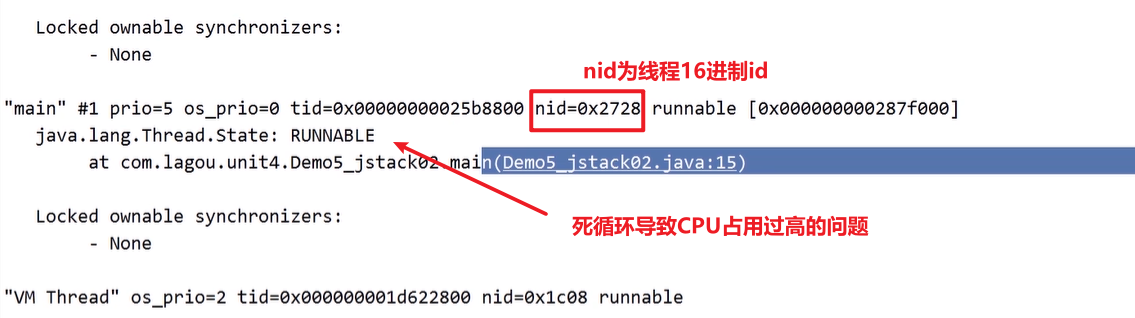 Locked ownable synchronizers:
- None
nid为线程16进制id
"main" #1 prio=5 os_prio=0 tid=0x00000000025b8800 nid=0x2728 runnable [0x000000000287f000]
java.lang.Thread.State: RUNNABLE
at com.lagou.unit4.Demo5_jstack02.main(Demo5_jstack02.java:15)
Locked ownable synchronizers:
死循环导致CPU占用过高的问题
- None
"VM Thread" os_prio=2 tid=0x000000001d622800 nid=0x1c08 runnable